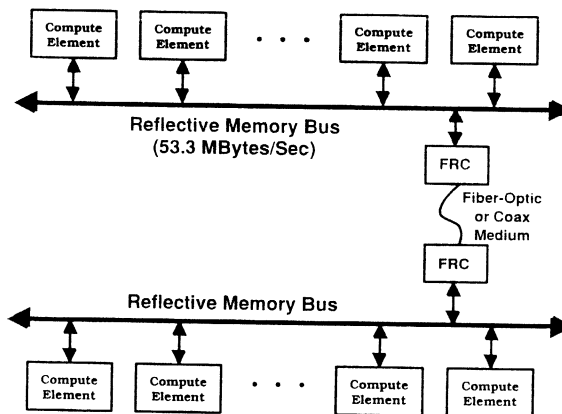 Compute
Element
Compute
Element
. . .
Compute
Element
Compute
Element
Reflective Memory Bus
(53.3 MBytes/Sec)
FRC
Fiber-Optic
or Coax
Medium
FRC
Reflective Memory Bus
Compute
Element
Compute
Element
. . .
Compute
Element
Compute
Element